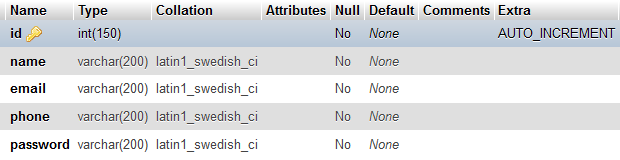 Name Type Collation Attributes Null Default Comments Extra
id int(150) No None AUTO_INCREMENT
name varchar(200) latin1_swedish_ci No None
email varchar(200) latin1_swedish_ci No None
phone varchar(200) latin1_swedish_ci No None
password varchar(200) latin1_swedish_ci No None